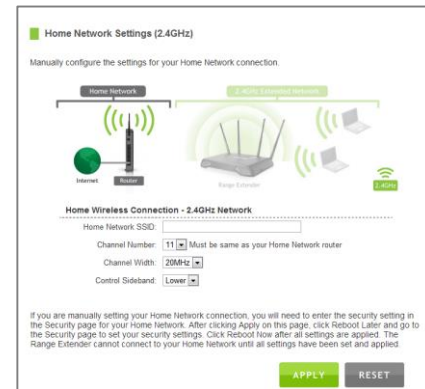 Home Network Settings (2.4GHz)
Manually configure the settings for your Home Network connection.
Home Network
2.4GHz Extended Network
Internet
Router
Range Extender
2.4GHz
Home Wireless Connection - 2.4GHz Network
Home Network SSID:
Channel Number: 11 Must be same as your Home Network router
Channel Width: 20MHz
Control Sideband: Lower
If you are manually setting your Home Network connection, you will need to enter the security setting in
the Security page for your Home Network. After clicking Apply on this page, click Reboot Later and go to
the Security page to set your security settings. Click Reboot Now after all settings are applied. The
Range Extender cannot connect to your Home Network until all settings have been set and applied.
APPLY
RESET